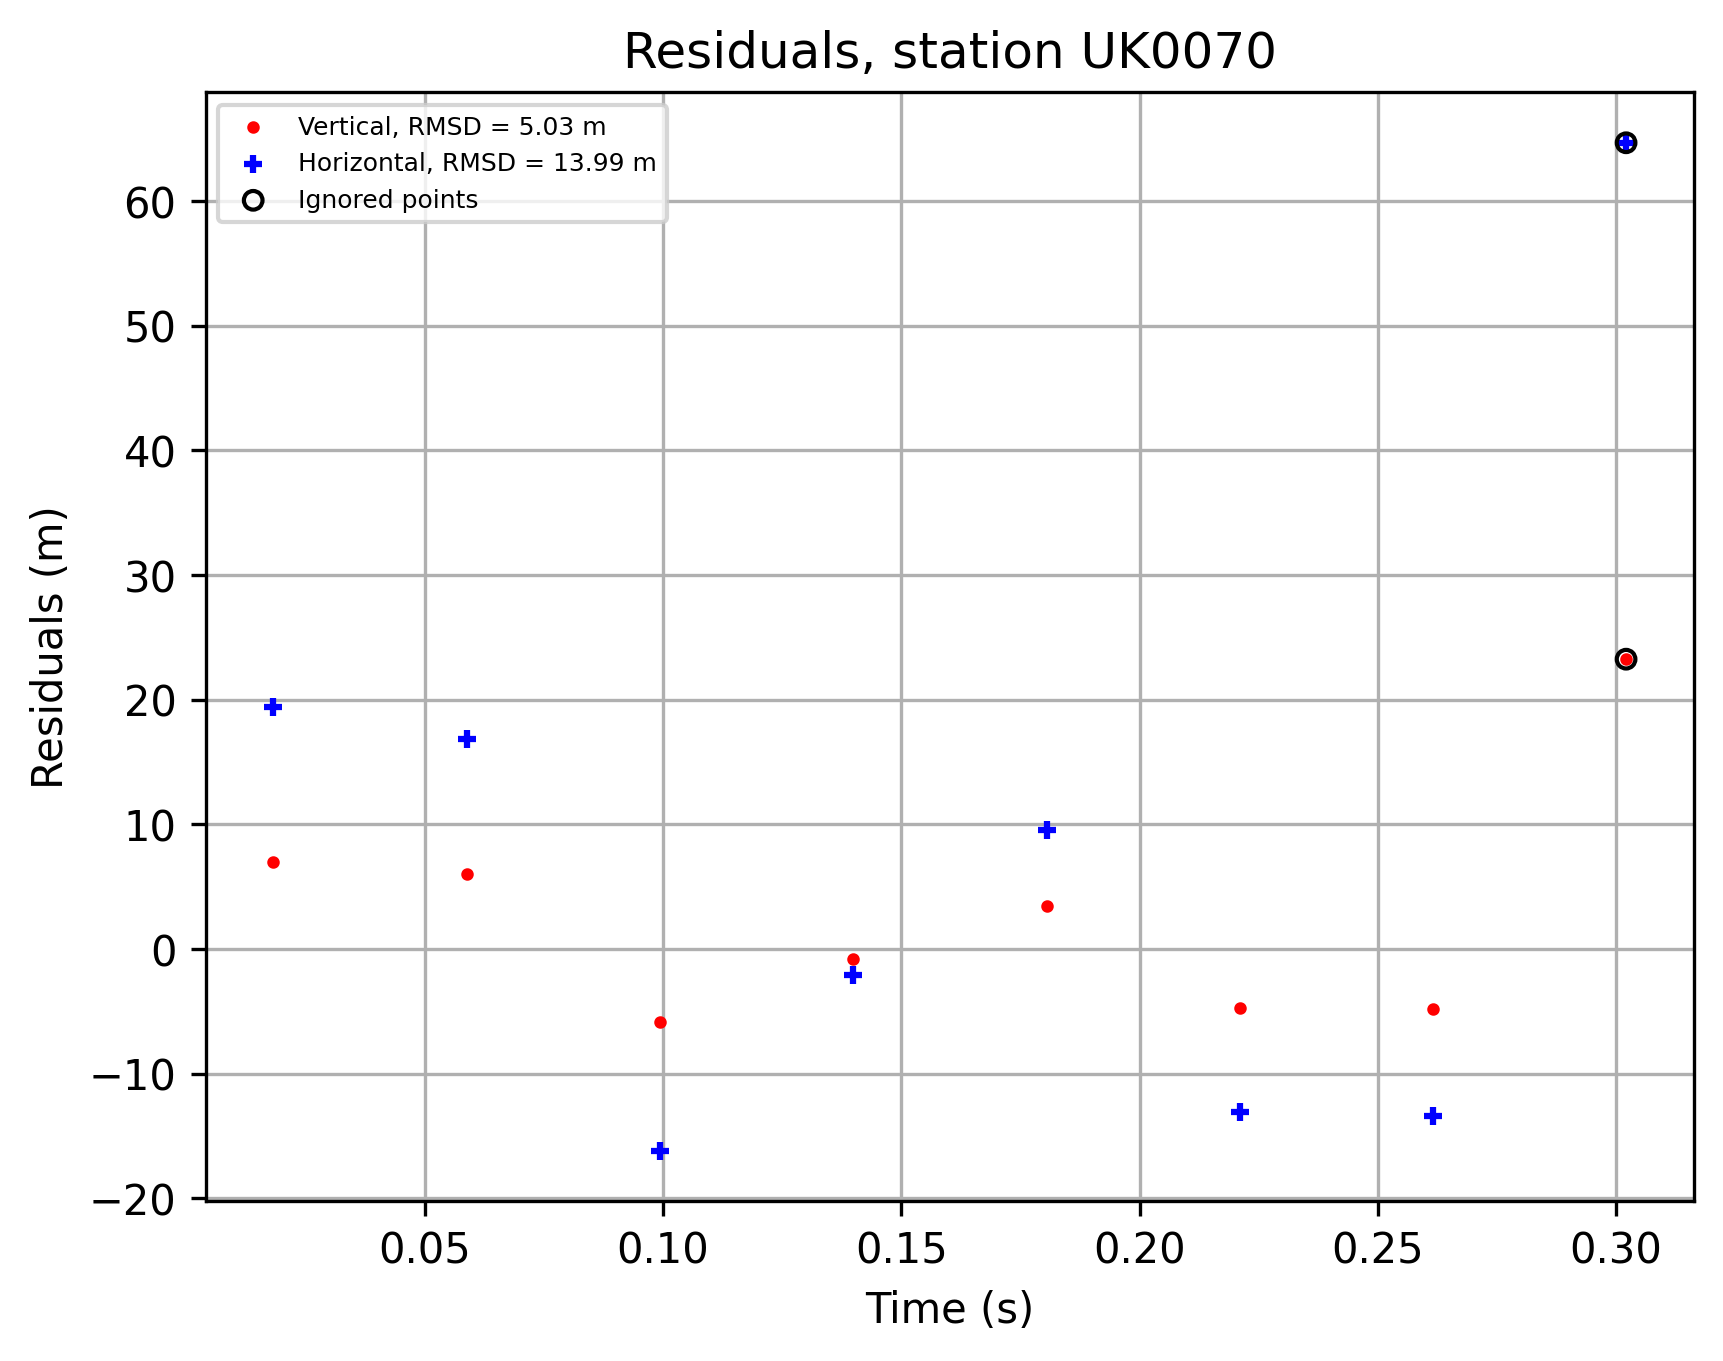 Residuals, station UK0070
Vertical, RMSD = 5.03 m
Horizontal, RMSD = 13.99 m
Ignored points
60
50
40
30
20
10
0
−10
−20
Residuals (m)
0.05 0.10 0.15 0.20 0.25 0.30
Time (s)